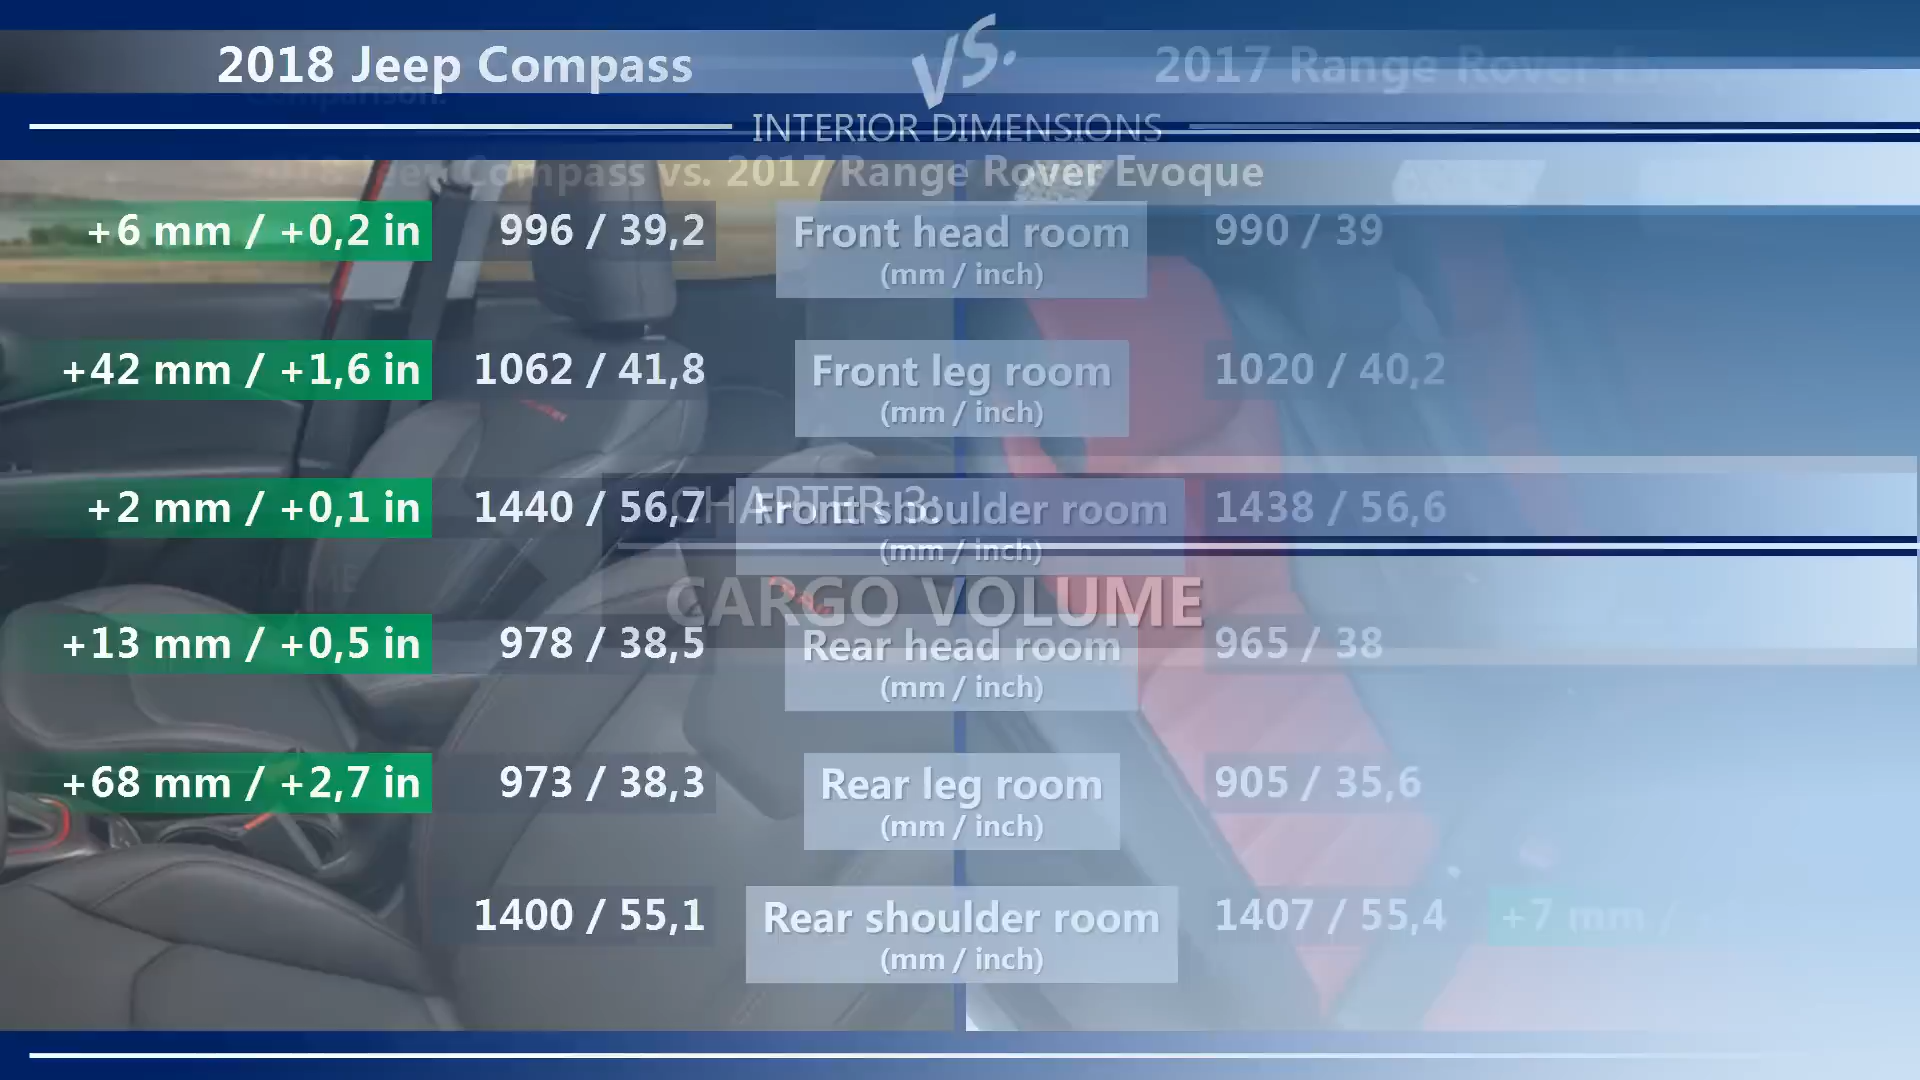 2018 Jeep Compass VS. 2017 Range Rover
Comparison:
INTERIOR DIMENSIONS
2018 Jeep Compass vs. 2017 Range Rover Evoque
+6 mm / +0,2 in 996 / 39,2 Front head room 990 / 39
(mm / inch)
+42 mm / +1,6 in 1062 / 41,8 Front leg room 1020 / 40,2
(mm / inch)
+2 mm / +0,1 in 1440 / 56,7 Front shoulder room 1438 / 56,6
CHAPTER 3:
(mm / inch)
CARGO VOLUME
+13 mm / +0,5 in 978 / 38,5 Rear head room 965 / 38
(mm / inch)
+68 mm / +2,7 in 973 / 38,3 Rear leg room 905 / 35,6
(mm / inch)
1400 / 55,1 Rear shoulder room 1407 / 55,4 +7 mm /
(mm / inch)